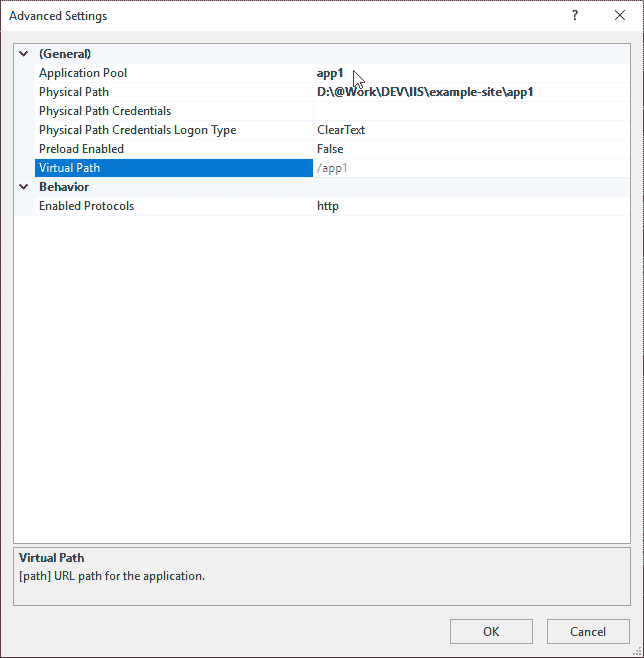 Advanced Settings ?
(General)
Application Pool app1
Physical Path D:\@Work\DEV\IIS\example-site\app1
Physical Path Credentials
Physical Path Credentials Logon Type ClearText
Preload Enabled False
Virtual Path /app1
Behavior
Enabled Protocols http
Virtual Path
[path] URL path for the application.
OK Cancel